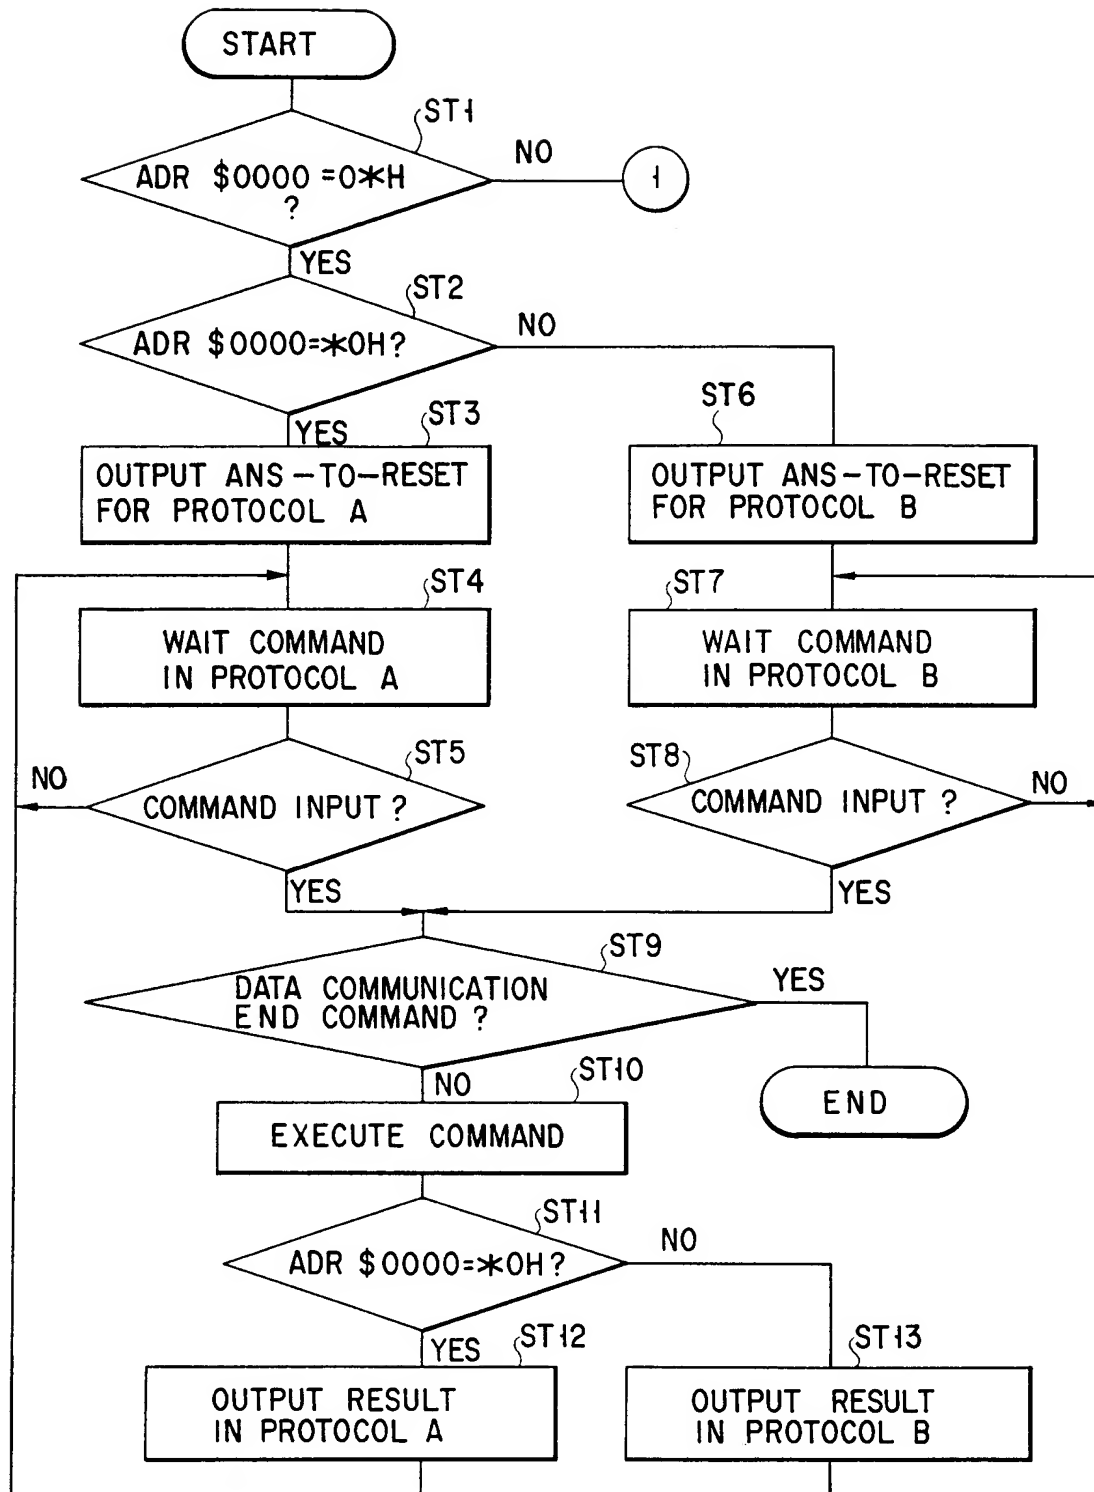 START
ST1
ADR $0000=0*H
?
NO
1
YES
ST2
ADR $0000=*0H?
NO
YES
ST3
OUTPUT ANS-TO-RESET
FOR PROTOCOL A
ST6
OUTPUT ANS-TO-RESET
FOR PROTOCOL B
ST4
WAIT COMMAND
IN PROTOCOL A
ST7
WAIT COMMAND
IN PROTOCOL B
ST5
COMMAND INPUT?
NO
YES
ST8
COMMAND INPUT?
NO
YES
ST9
DATA COMMUNICATION
END COMMAND?
YES
END
NO
ST10
EXECUTE COMMAND
ST11
ADR $0000=*0H?
NO
YES
ST12
OUTPUT RESULT
IN PROTOCOL A
ST13
OUTPUT RESULT
IN PROTOCOL B